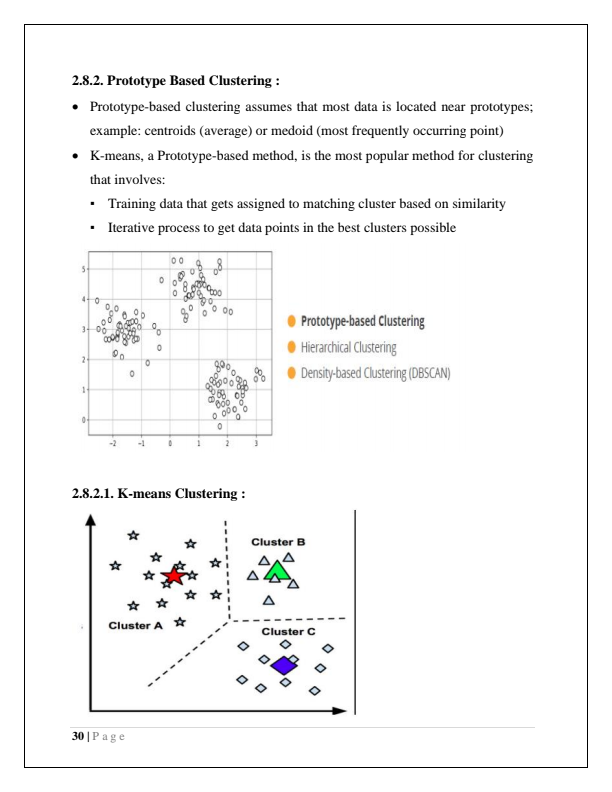 2.8.2. Prototype Based Clustering :
• Prototype-based clustering assumes that most data is located near prototypes;
example: centroids (average) or medoid (most frequently occurring point)
• K-means, a Prototype-based method, is the most popular method for clustering
that involves:
▪ Training data that gets assigned to matching cluster based on similarity
▪ Iterative process to get data points in the best clusters possible
5
4
3
2
1
0
-2 -1 0 1 2 3
Prototype-based Clustering
Hierarchical Clustering
Density-based Clustering (DBSCAN)
2.8.2.1. K-means Clustering :
Cluster B
Cluster A
Cluster C
30 | P a g e